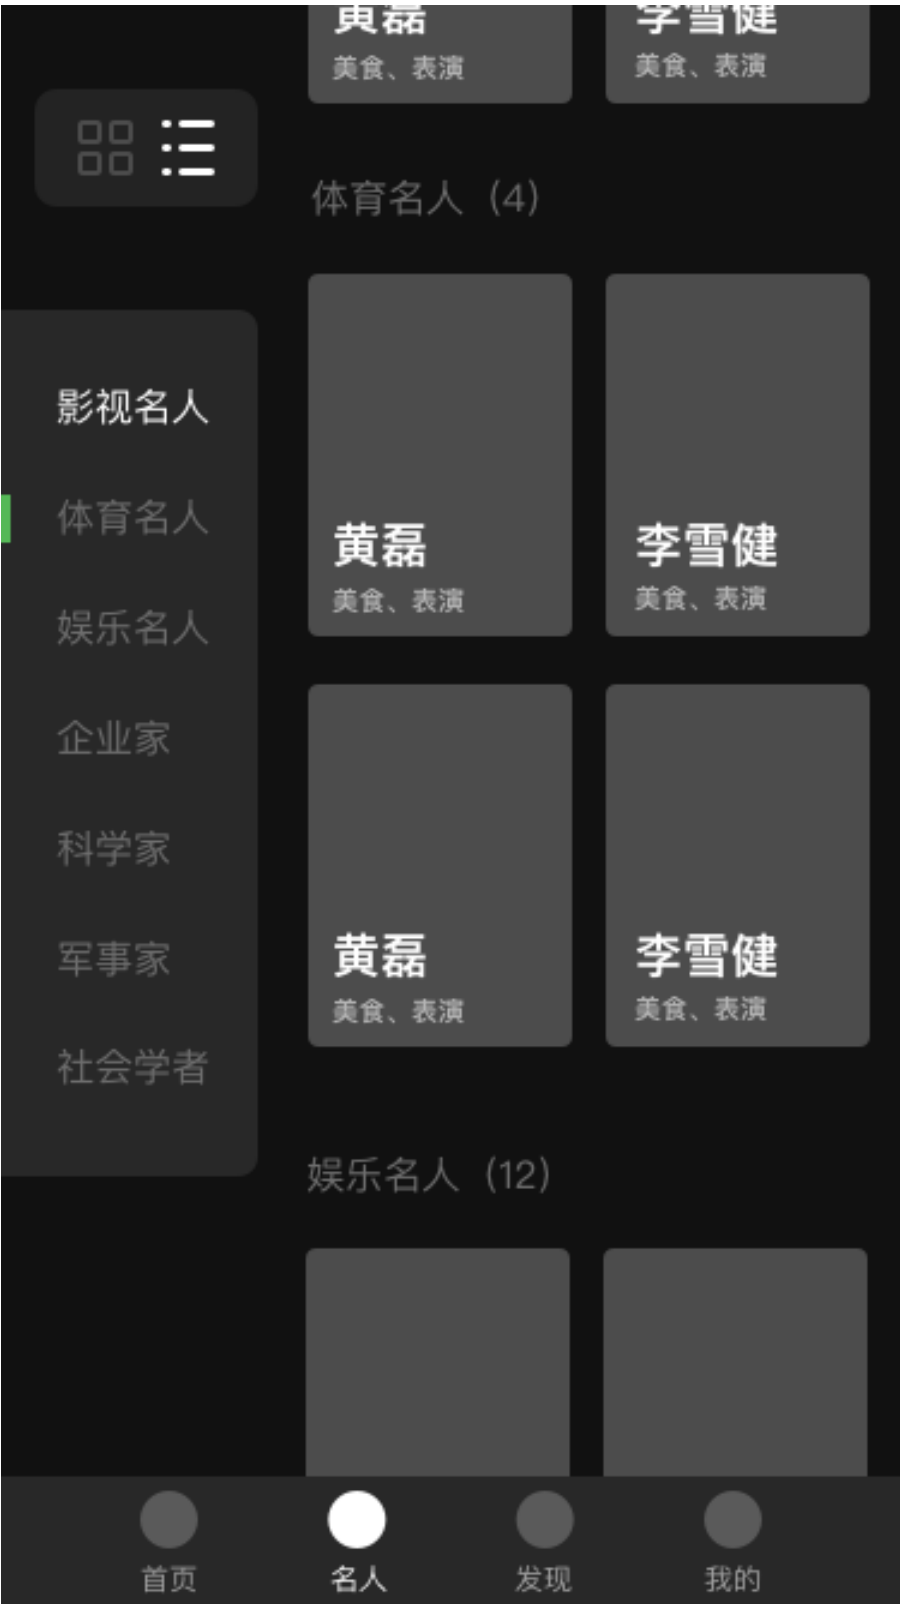 黄磊
李雪健
美食、表演
美食、表演
体育名人（4）
影视名人
体育名人
娱乐名人
企业家
科学家
军事家
社会学者
黄磊
李雪健
美食、表演
美食、表演
黄磊
李雪健
美食、表演
美食、表演
娱乐名人（12）
首页
名人
发现
我的